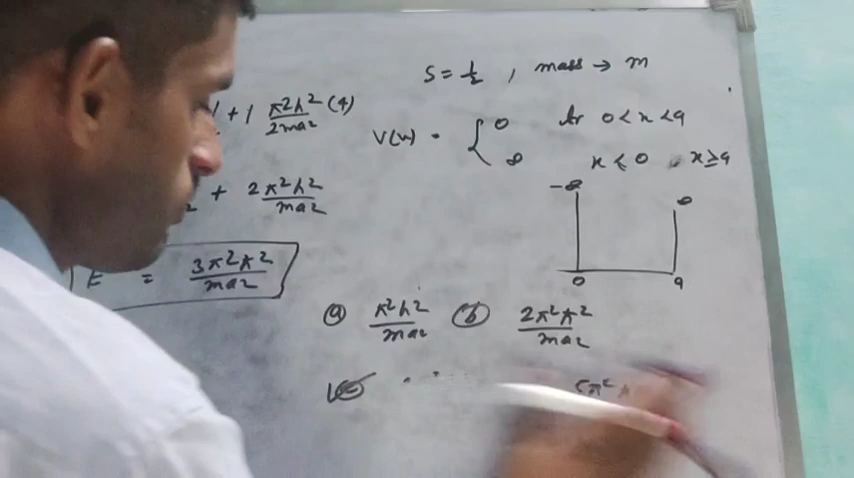 S = ½ , mass → m
+ 1 π2ħ2/2ma2 (4)
V(x) = { 0 for 0 < x < a
∞ x ≤ 0 , x ≥ a
+ 2π2ħ2/ma2
-∞ ∞
0 a
E = 3π2ħ2/ma2
(a) π2ħ2/ma2 (b) 2π2ħ2/ma2
(c) 5π2